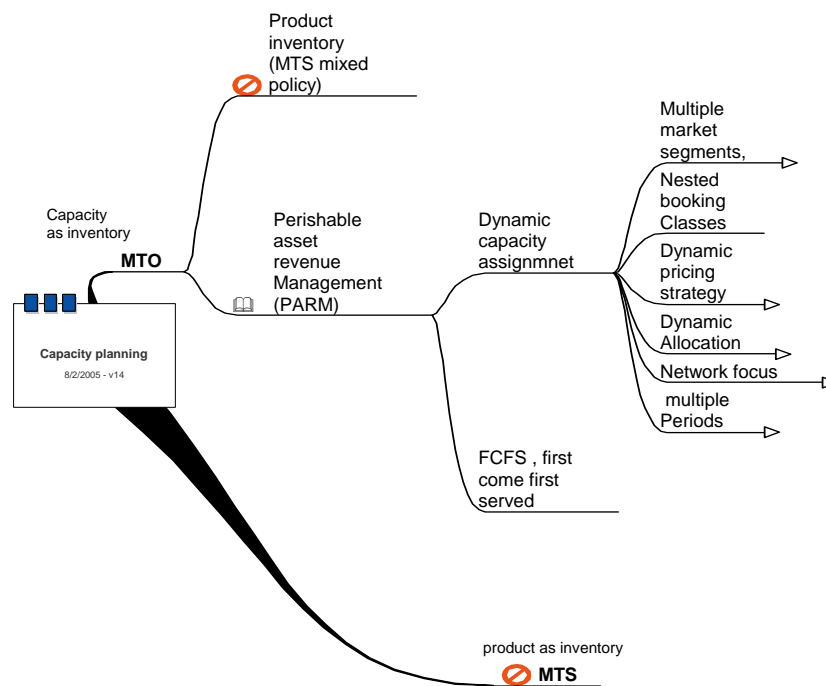 Product
inventory
(MTS mixed
policy)
Capacity
as inventory
MTO
Perishable
asset
revenue
Management
(PARM)
Dynamic
capacity
assignmnet
Multiple
market
segments,
Nested
booking
Classes
Dynamic
pricing
strategy
Dynamic
Allocation
Network focus
multiple
Periods
FCFS , first
come first
served
Capacity planning
8/2/2005 - v14
product as inventory
MTS